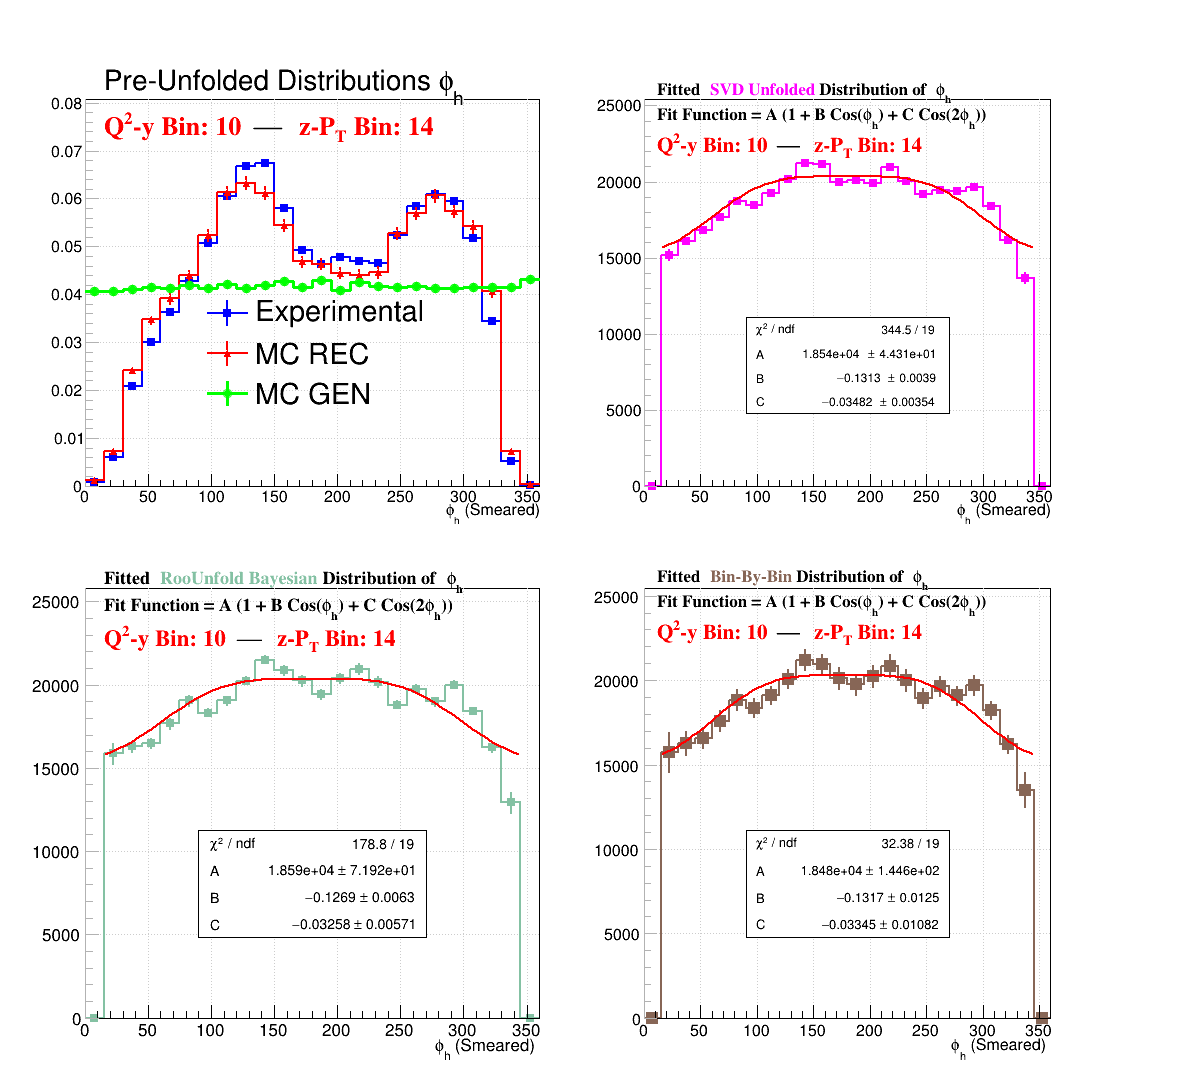 Pre-Unfolded Distributions ϕh
Q²-y Bin: 10 — z-PT Bin: 14
0.08
0.07
0.06
0.05
0.04
0.03
0.02
0.01
0
Experimental
MC REC
MC GEN
0 50 100 150 200 250 300 350
ϕh (Smeared)
Fitted SVD Unfolded Distribution of ϕh
Fit Function = A (1 + B Cos(ϕh) + C Cos(2ϕh))
Q²-y Bin: 10 — z-PT Bin: 14
25000
20000
15000
10000
5000
0
χ² / ndf 344.5 / 19
A 1.854e+04 ± 4.431e+01
B −0.1313 ± 0.0039
C −0.03482 ± 0.00354
0 50 100 150 200 250 300 350
ϕh (Smeared)
Fitted RooUnfold Bayesian Distribution of ϕh
Fit Function = A (1 + B Cos(ϕh) + C Cos(2ϕh))
Q²-y Bin: 10 — z-PT Bin: 14
25000
20000
15000
10000
5000
0
χ² / ndf 178.8 / 19
A 1.859e+04 ± 7.192e+01
B −0.1269 ± 0.0063
C −0.03258 ± 0.00571
0 50 100 150 200 250 300 350
ϕh (Smeared)
Fitted Bin-By-Bin Distribution of ϕh
Fit Function = A (1 + B Cos(ϕh) + C Cos(2ϕh))
Q²-y Bin: 10 — z-PT Bin: 14
25000
20000
15000
10000
5000
0
χ² / ndf 32.38 / 19
A 1.848e+04 ± 1.446e+02
B −0.1317 ± 0.0125
C −0.03345 ± 0.01082
0 50 100 150 200 250 300 350
ϕh (Smeared)